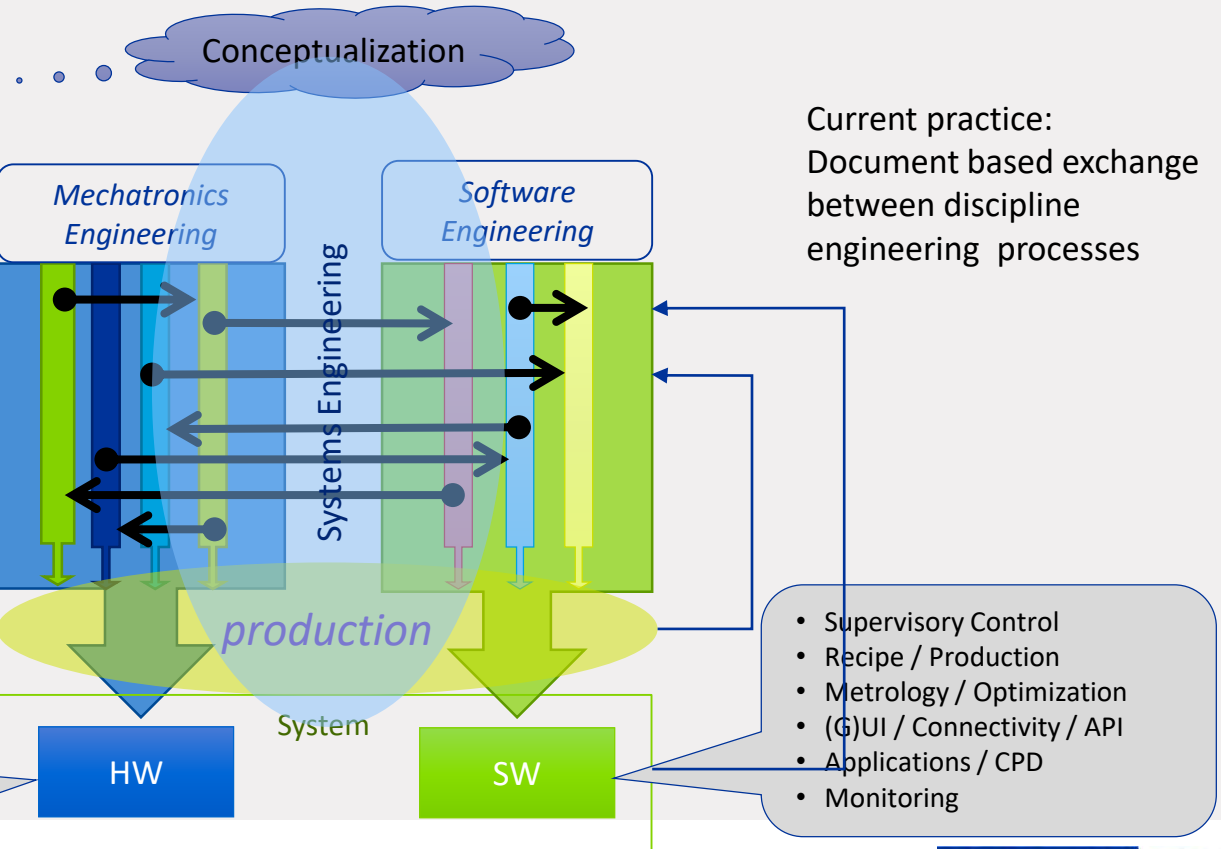 Conceptualization
Current practice:
Document based exchange
between discipline
engineering processes
Mechatronics
Engineering
Software
Engineering
Systems Engineering
production
System
HW
SW
• Supervisory Control
• Recipe / Production
• Metrology / Optimization
• (G)UI / Connectivity / API
• Applications / CPD
• Monitoring